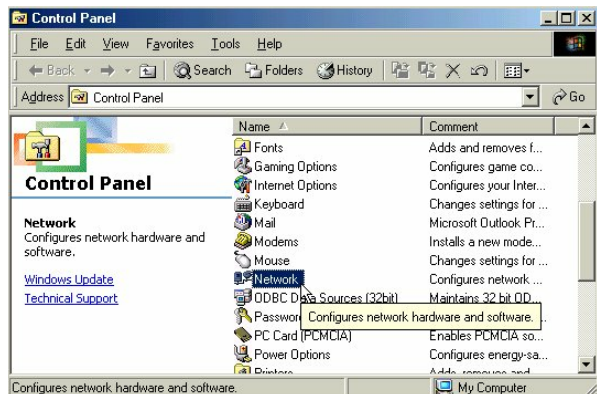 Control Panel
File Edit View Favorites Tools Help
Back Search Folders History
Address Control Panel Go
Name Comment
Fonts Adds and removes f...
Gaming Options Configures game co...
Internet Options Configures your Inter...
Keyboard Changes settings for ...
Mail Microsoft Outlook Pr...
Modems Installs a new mode...
Mouse Changes settings for ...
Network Configures network ...
ODBC Data Sources (32bit) Maintains 32 bit OD...
Configures network hardware and software.
PC Card (PCMCIA) Enables PCMCIA so...
Power Options Configures energy-sa...
Printers Adds, removes and
Control Panel
Network
Configures network hardware and
software.
Windows Update
Technical Support
Configures network hardware and software. My Computer